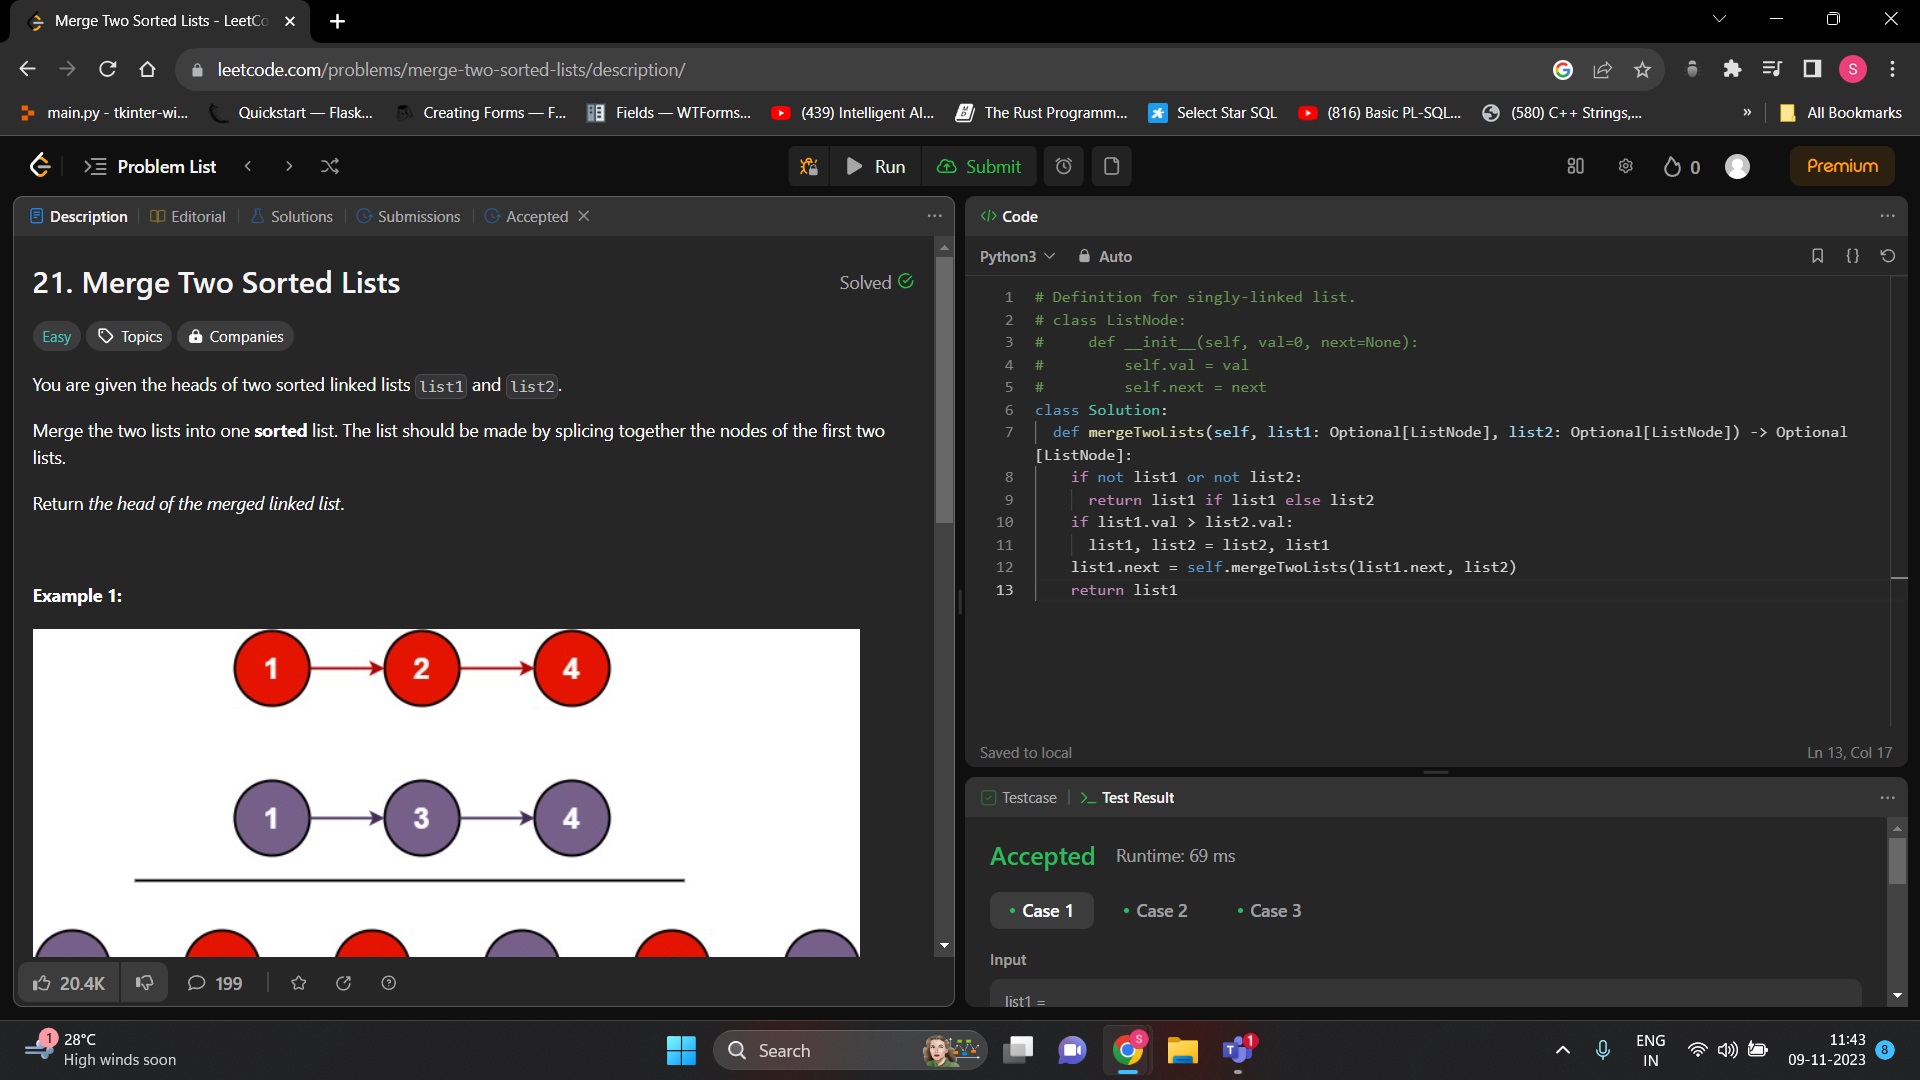 Merge Two Sorted Lists - LeetCo
leetcode.com/problems/merge-two-sorted-lists/description/
S
main.py - tkinter-wi...
Quickstart — Flask...
Creating Forms — F...
Fields — WTForms...
(439) Intelligent Al...
The Rust Programm...
Select Star SQL
(816) Basic PL-SQL...
(580) C++ Strings,...
»
All Bookmarks
Problem List
Run
Submit
0
Premium
Description
Editorial
Solutions
Submissions
Accepted
21. Merge Two Sorted Lists
Solved
Easy
Topics
Companies
You are given the heads of two sorted linked lists list1 and list2.
Merge the two lists into one sorted list. The list should be made by splicing together the nodes of the first two
lists.
Return the head of the merged linked list.
Example 1:
1 2 4
1 3 4
20.4K
199
</> Code
Python3
Auto
{}
1 # Definition for singly-linked list.
2 # class ListNode:
3 #     def __init__(self, val=0, next=None):
4 #         self.val = val
5 #         self.next = next
6 class Solution:
7   def mergeTwoLists(self, list1: Optional[ListNode], list2: Optional[ListNode]) -> Optional
[ListNode]:
8     if not list1 or not list2:
9       return list1 if list1 else list2
10     if list1.val > list2.val:
11       list1, list2 = list2, list1
12     list1.next = self.mergeTwoLists(list1.next, list2)
13     return list1
Saved to local
Ln 13, Col 17
Testcase
>_ Test Result
Accepted
Runtime: 69 ms
Case 1
Case 2
Case 3
Input
list1 =
1
28°C
High winds soon
Search
S
1
ENG
IN
11:43
09-11-2023
8